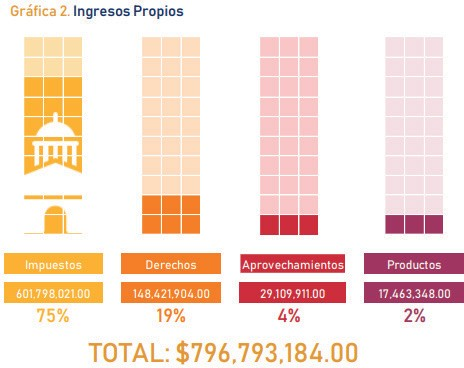 Gráfica 2. Ingresos Propios
Impuestos Derechos Aprovechamientos Productos
601,798,021.00 148,421,904.00 29,109,911.00 17,463,348.00
75% 19% 4% 2%
TOTAL: $796,793,184.00